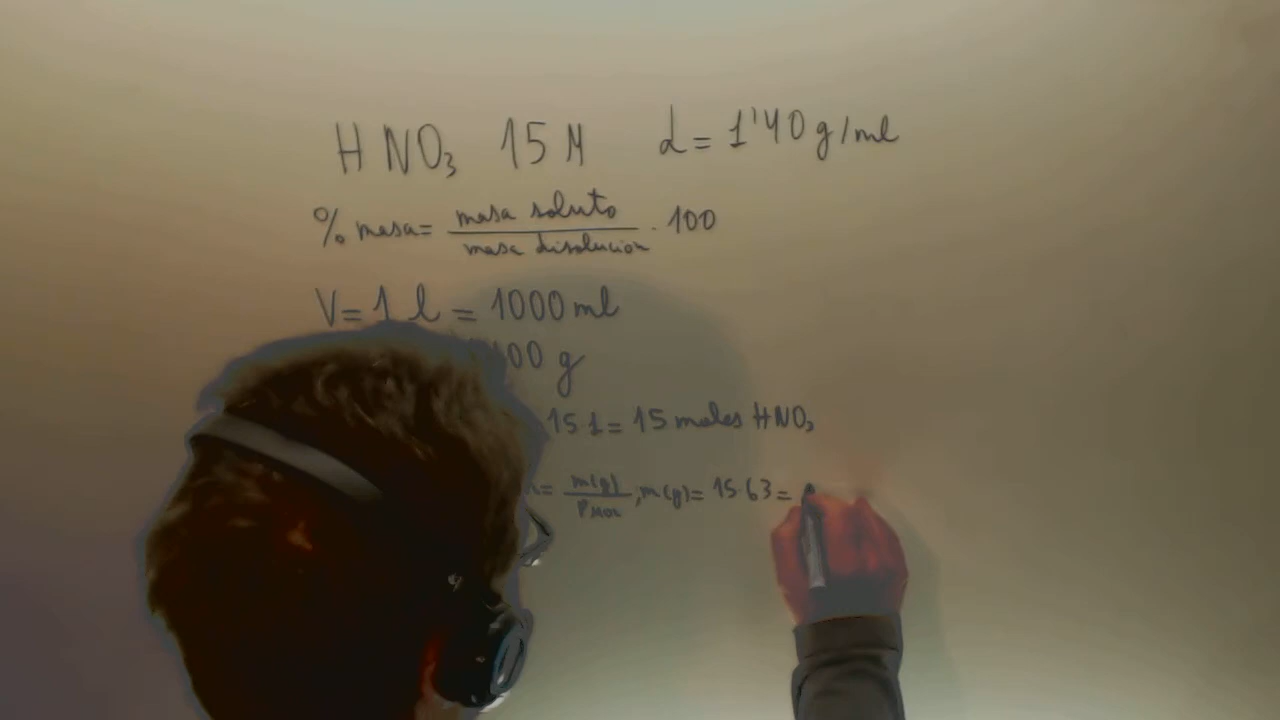 HNO₃ 15 M d = 1'40 g/ml
% masa = masa soluto / masa disolución · 100
V = 1 l = 1000 ml
00 g
15·1 = 15 moles HNO₃
= m(g) / PMOL , m(g) = 15·63 =